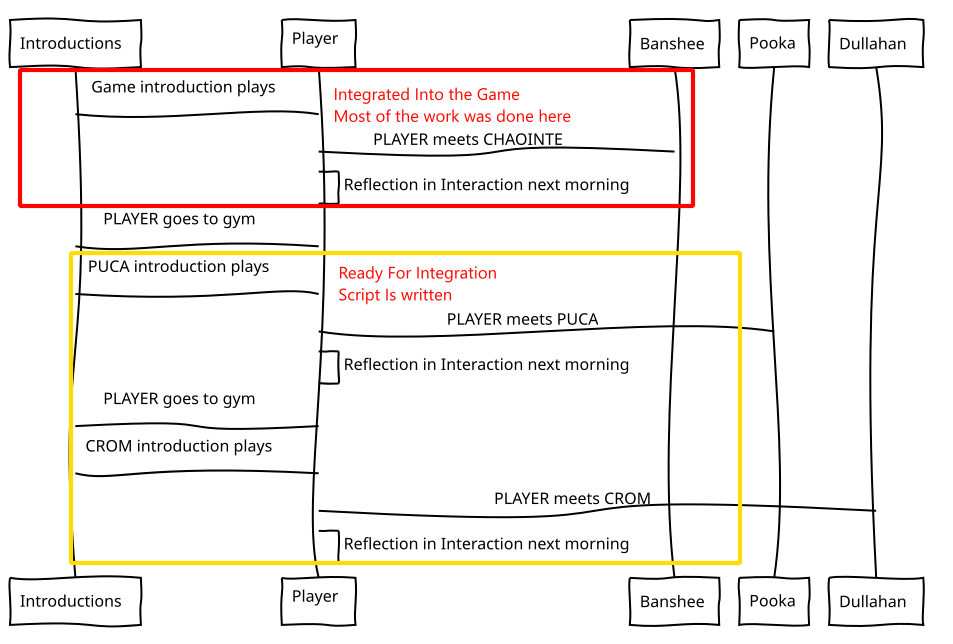 Introductions
Player
Banshee
Pooka
Dullahan
Game introduction plays
Integrated Into the Game
Most of the work was done here
PLAYER meets CHAOINTE
Reflection in Interaction next morning
PLAYER goes to gym
PUCA introduction plays
Ready For Integration
Script Is written
PLAYER meets PUCA
Reflection in Interaction next morning
PLAYER goes to gym
CROM introduction plays
PLAYER meets CROM
Reflection in Interaction next morning
Introductions
Player
Banshee
Pooka
Dullahan